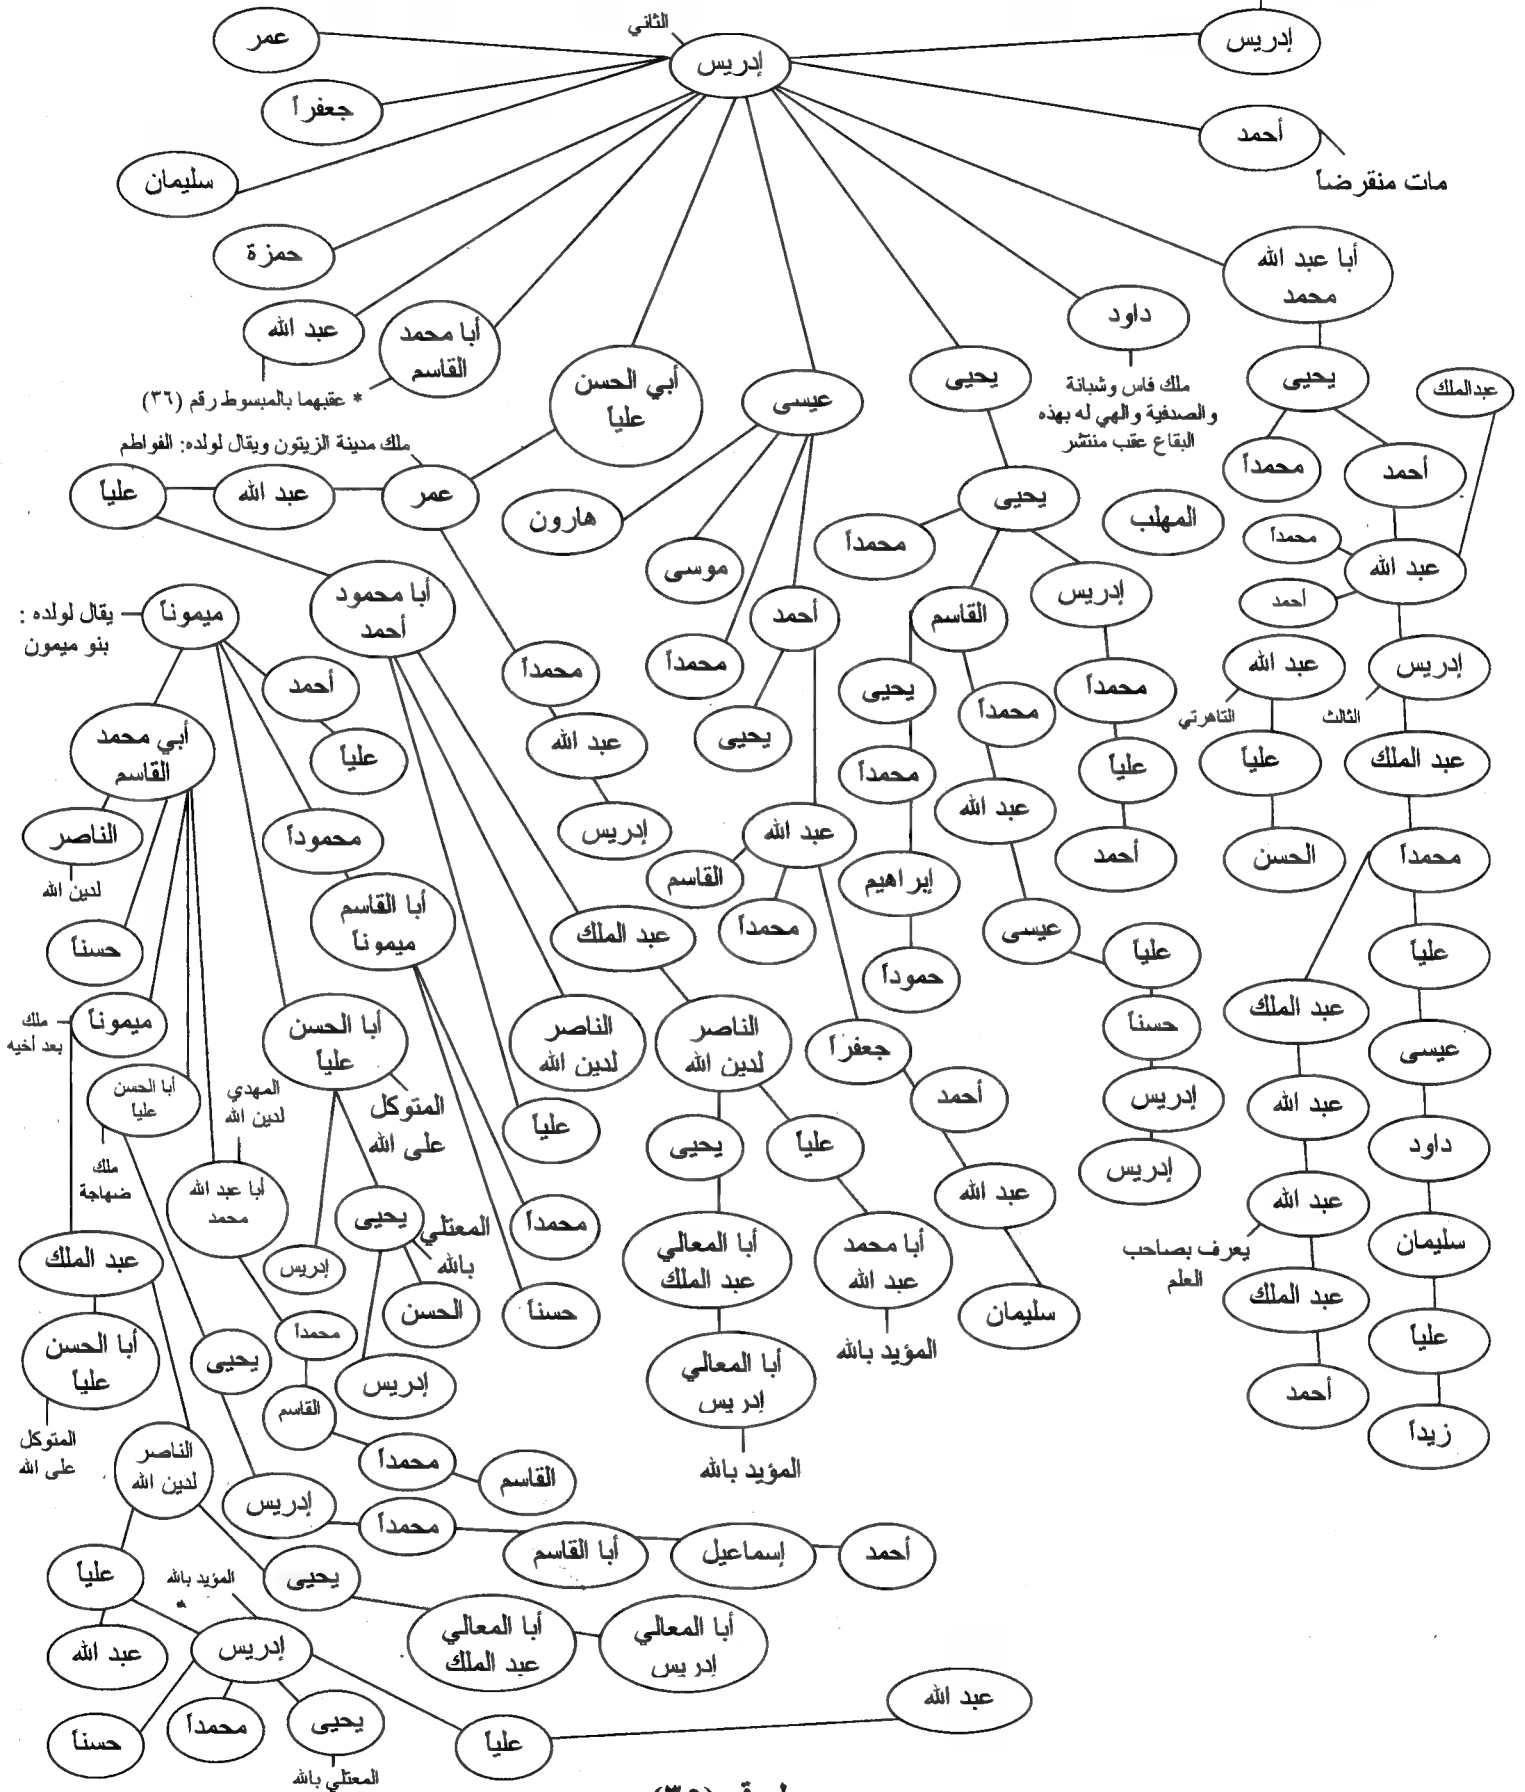 الثاني
إدريس
إدريس
عمر
جعفراً
أحمد
مات منقرضاً
سليمان
حمزة
أبا عبد الله
محمد
داود
ملك فاس وشبانة
والصدفية والهي له بهذه
البقاع عقب منتشر
عبد الله
أبا محمد
القاسم
* عقبهما بالمبسوط رقم (٣٦)
أبي الحسن
علياً
عيسى
يحيى
يحيى
عبدالملك
ملك مدينة الزيتون ويقال لولده: الفواطم
عمر
عبد الله
علياً
هارون
موسى
محمداً
أحمد
يحيى
يحيى
محمداً
المهلب
محمداً
أحمد
محمداً
عبد الله
أحمد
إدريس
القاسم
أبا محمود
أحمد
ميموناً
يقال لولده :
بنو ميمون
أحمد
علياً
محمداً
عبد الله
إدريس
يحيى
محمداً
محمداً
عبد الله
التاهرتي
إدريس
الثالث
علياً
عبد الملك
أبي محمد
القاسم
الناصر
لدين الله
محموداً
عبد الله
القاسم
محمداً
محمداً
إبراهيم
حموداً
عبد الله
عيسى
علياً
أحمد
الحسن
محمداً
حسناً
أبا القاسم
ميموناً
عبد الملك
علياً
حسناً
إدريس
إدريس
علياً
عبد الملك
عيسى
ميموناً
ملك
بعد أخيه
أبا الحسن
علياً
ملك
ضهاجة
المهدي
لدين الله
أبا الحسن
علياً
المتوكل
على الله
الناصر
لدين الله
الناصر
لدين الله
جعفراً
أحمد
علياً
يحيى
علياً
عبد الله
داود
عبد الله
يعرف بصاحب
العلم
سليمان
أبا عبد الله
محمد
يحيى
المعتلي
بالله
محمداً
عبد الله
عبد الملك
إدريس
الحسن
حسناً
أبا المعالي
عبد الملك
أبا محمد
عبد الله
المؤيد بالله
سليمان
عبد الملك
علياً
أبا الحسن
علياً
المتوكل
على الله
يحيى
محمداً
إدريس
القاسم
أبا المعالي
إدريس
المؤيد بالله
أحمد
زيداً
الناصر
لدين الله
محمداً
القاسم
إدريس
محمداً
أبا القاسم
إسماعيل
أحمد
علياً
عبد الله
المؤيد بالله
*
إدريس
يحيى
أبا المعالي
عبد الملك
أبا المعالي
إدريس
حسناً
محمداً
يحيى
المعتلي بالله
علياً
عبد الله